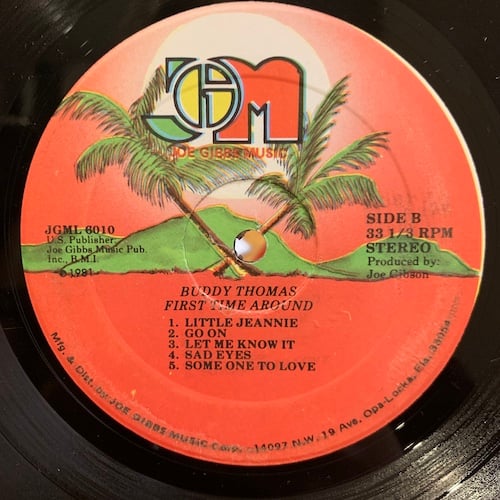 JGM
JOE GIBBS MUSIC
JGML 6010
U.S. Publisher
Joe Gibbs Music Pub.
Inc., B.M.I.
℗ 1981
SIDE B
33 1/3 RPM
STEREO
Produced by:
Joe Gibson
BUDDY THOMAS
FIRST TIME AROUND
1. LITTLE JEANNIE
2. GO ON
3. LET ME KNOW IT
4. SAD EYES
5. SOME ONE TO LOVE
Mfg. & Dist. by: JOE GIBBS MUSIC Corp., 14097 N.W. 19 Ave. Opa-Locka, Fla. 33054